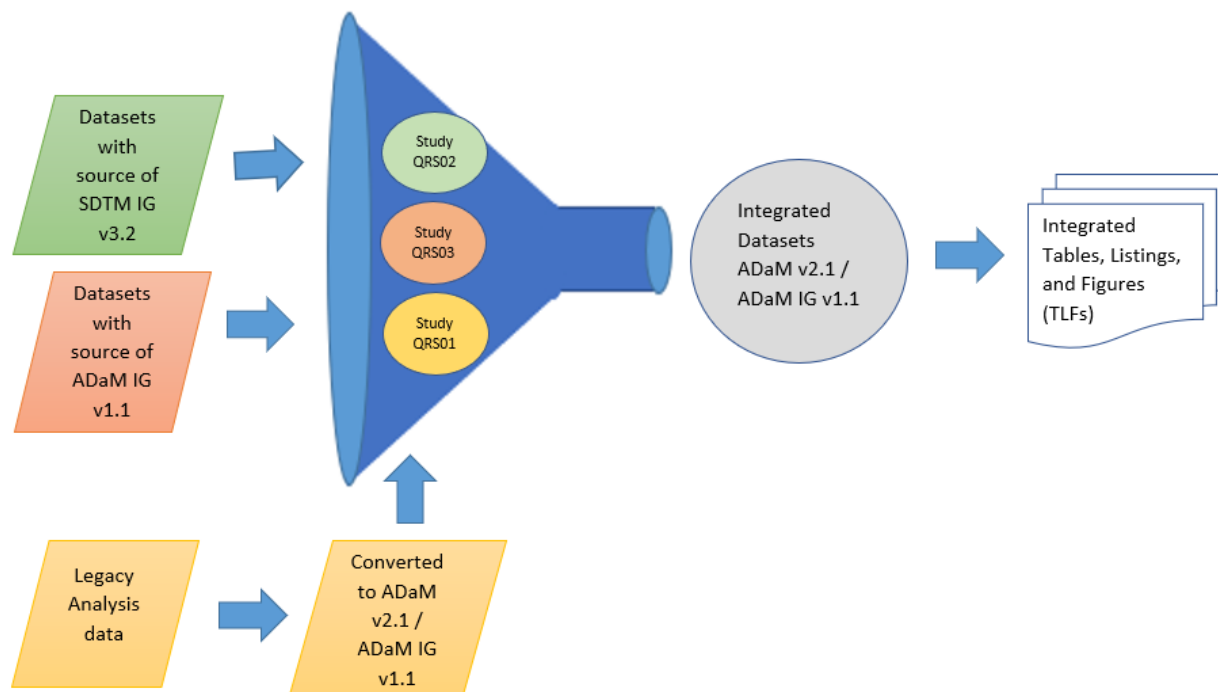 Datasets
with
source of
SDTM IG
v3.2
Datasets
with
source of
ADaM IG
v1.1
Legacy
Analysis
data
Converted
to ADaM
v2.1 /
ADaM IG
v1.1
Study
QRS02
Study
QRS03
Study
QRS01
Integrated
Datasets
ADaM v2.1 /
ADaM IG v1.1
Integrated
Tables, Listings,
and Figures
(TLFs)